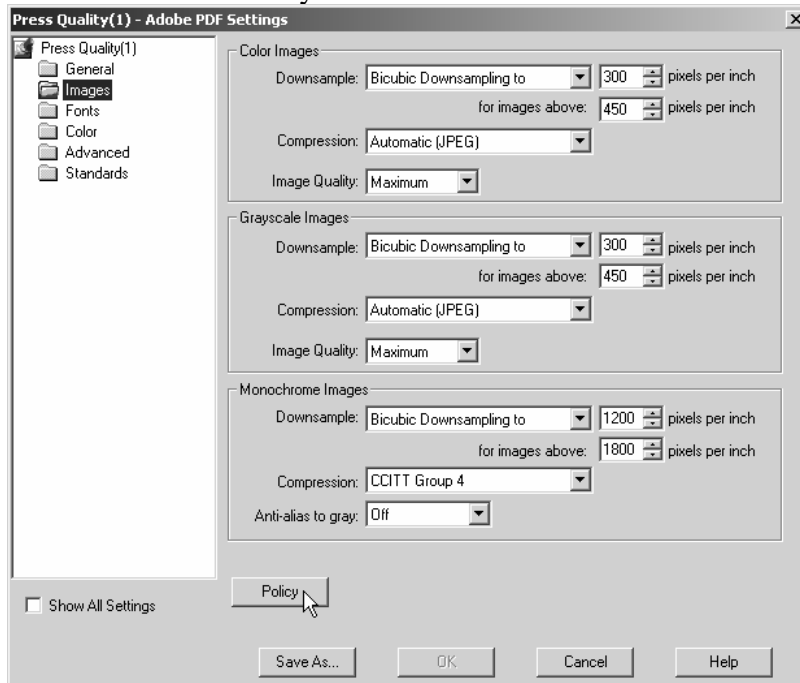 Press Quality(1) - Adobe PDF Settings
Press Quality(1)
General
Images
Fonts
Color
Advanced
Standards
Show All Settings
Color Images
Downsample: Bicubic Downsampling to 300 pixels per inch
for images above: 450 pixels per inch
Compression: Automatic (JPEG)
Image Quality: Maximum
Grayscale Images
Downsample: Bicubic Downsampling to 300 pixels per inch
for images above: 450 pixels per inch
Compression: Automatic (JPEG)
Image Quality: Maximum
Monochrome Images
Downsample: Bicubic Downsampling to 1200 pixels per inch
for images above: 1800 pixels per inch
Compression: CCITT Group 4
Anti-alias to gray: Off
Policy
Save As... OK Cancel Help